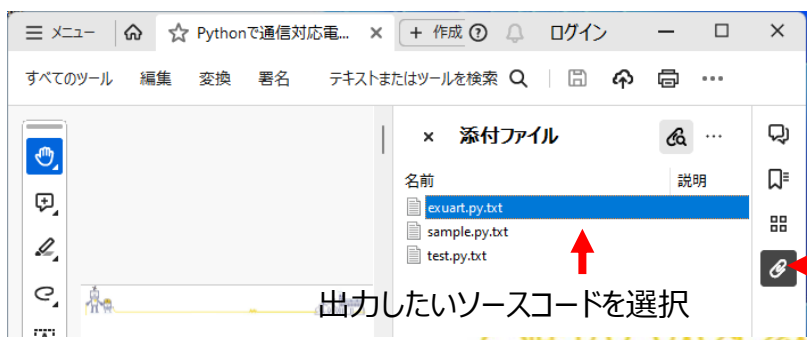 メニュー Pythonで通信対応電... + 作成 ログイン
すべてのツール 編集 変換 署名 テキストまたはツールを検索
添付ファイル
名前 説明
exuart.py.txt
sample.py.txt
test.py.txt
出力したいソースコードを選択